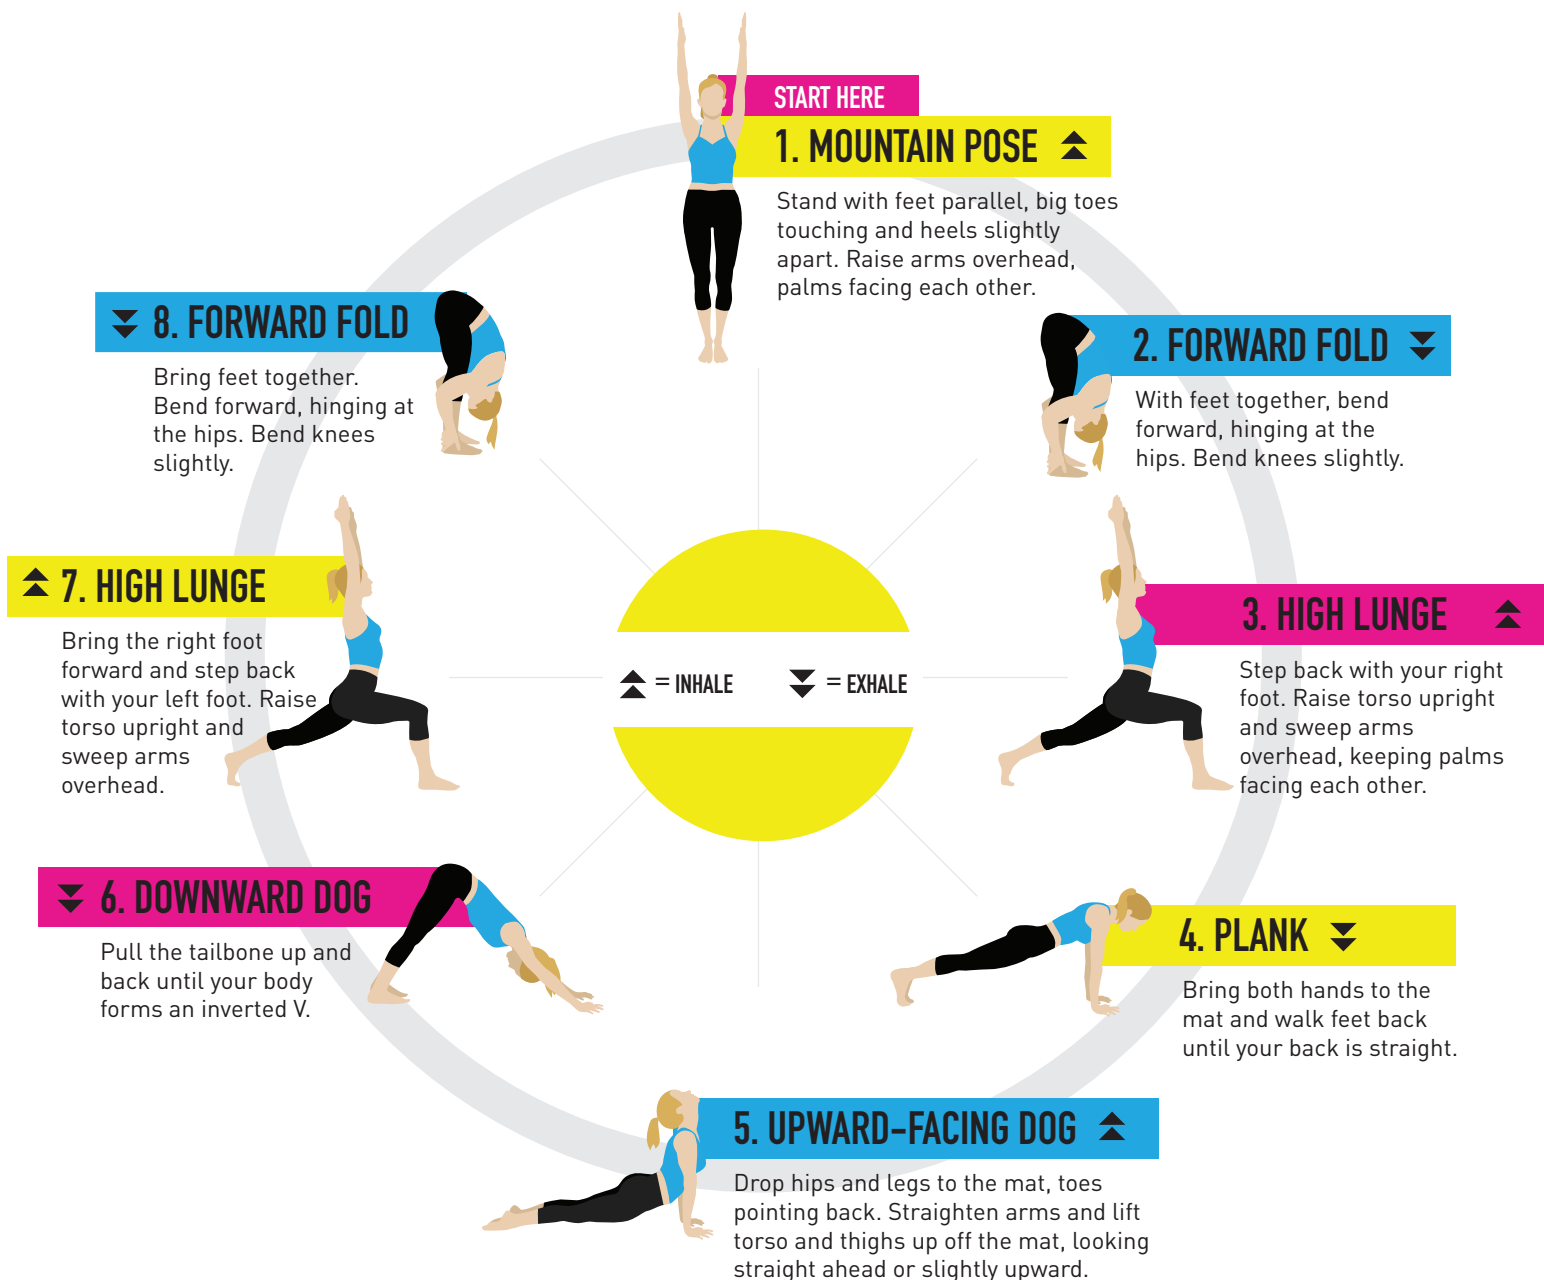 START HERE
1. MOUNTAIN POSE
Stand with feet parallel, big toes
touching and heels slightly
apart. Raise arms overhead,
palms facing each other.
2. FORWARD FOLD
With feet together, bend
forward, hinging at the
hips. Bend knees slightly.
3. HIGH LUNGE
Step back with your right
foot. Raise torso upright
and sweep arms
overhead, keeping palms
facing each other.
4. PLANK
Bring both hands to the
mat and walk feet back
until your back is straight.
5. UPWARD-FACING DOG
Drop hips and legs to the mat, toes
pointing back. Straighten arms and lift
torso and thighs up off the mat, looking
straight ahead or slightly upward.
6. DOWNWARD DOG
Pull the tailbone up and
back until your body
forms an inverted V.
7. HIGH LUNGE
Bring the right foot
forward and step back
with your left foot. Raise
torso upright and
sweep arms
overhead.
8. FORWARD FOLD
Bring feet together.
Bend forward, hinging at
the hips. Bend knees
slightly.
= INHALE
= EXHALE